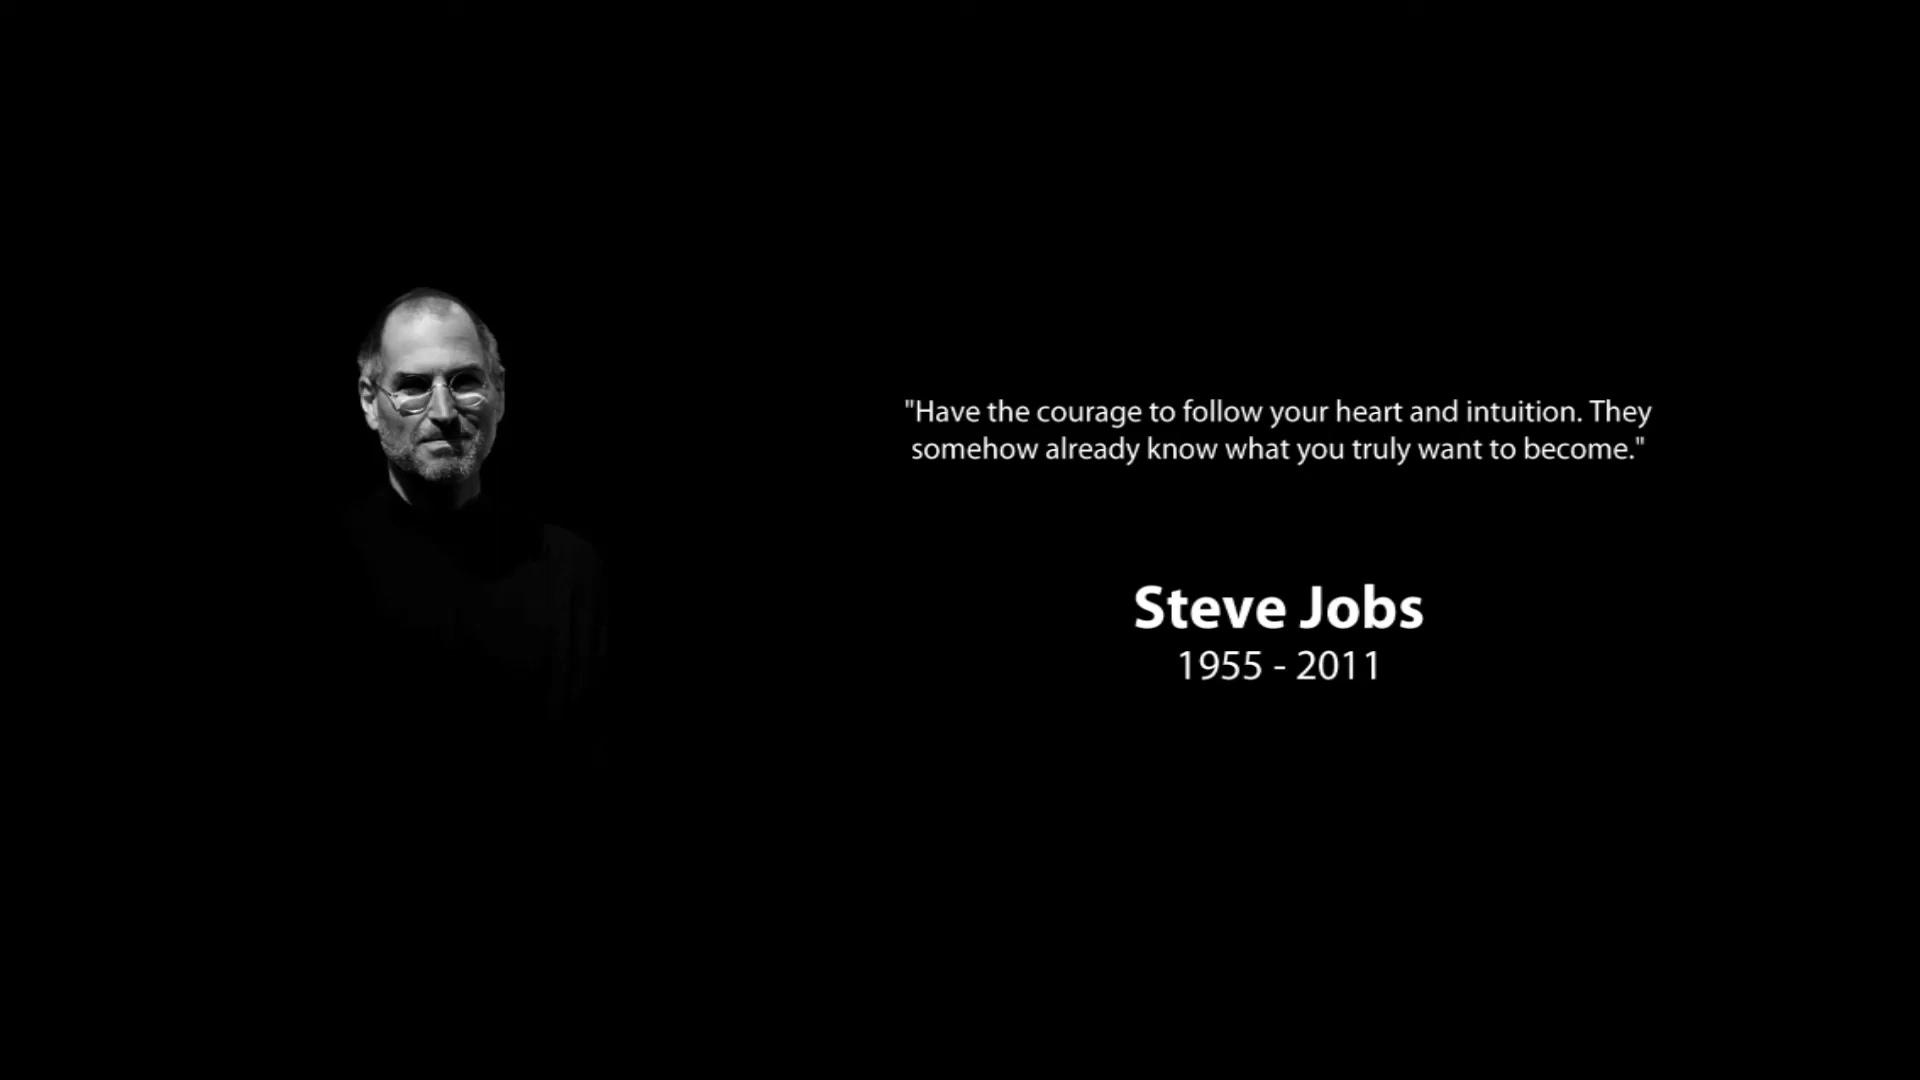 "Have the courage to follow your heart and intuition. They
somehow already know what you truly want to become."
Steve Jobs
1955 - 2011